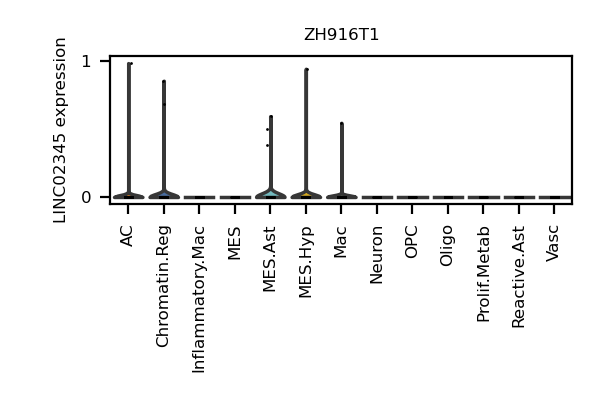 ZH916T1
LINC02345 expression
1
0
AC
Chromatin.Reg
Inflammatory.Mac
MES
MES.Ast
MES.Hyp
Mac
Neuron
OPC
Oligo
Prolif.Metab
Reactive.Ast
Vasc